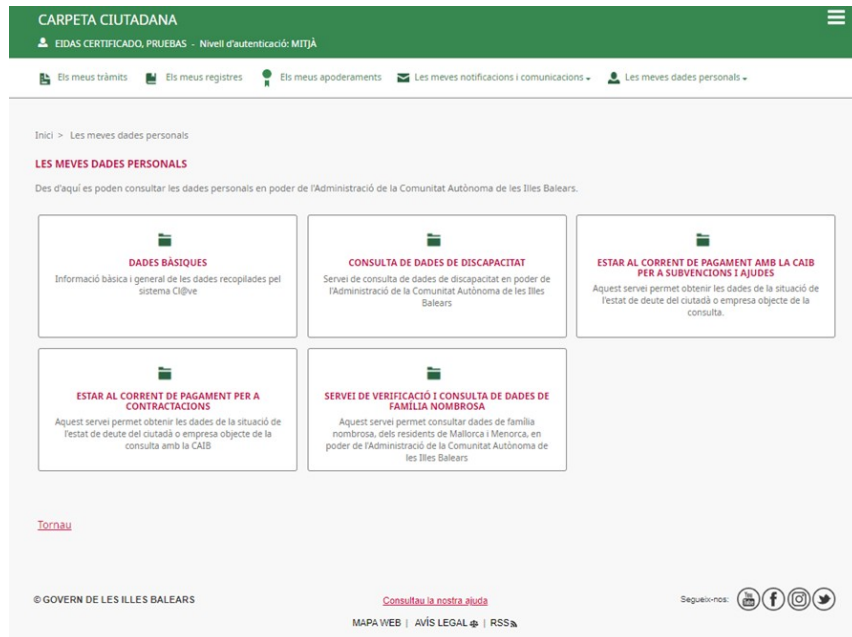 CARPETA CIUTADANA
EIDAS CERTIFICADO, PRUEBAS - Nivell d'autenticació: MITJÀ
Els meus tràmits Els meus registres Els meus apoderaments Les meves notificacions i comunicacions Les meves dades personals
Inici > Les meves dades personals
LES MEVES DADES PERSONALS
Des d'aquí es poden consultar les dades personals en poder de l'Administració de la Comunitat Autònoma de les Illes Balears.
DADES BÀSIQUES
Informació bàsica i general de les dades recopilades pel
sistema Cl@ve
CONSULTA DE DADES DE DISCAPACITAT
Servei de consulta de dades de discapacitat en poder de
l'Administració de la Comunitat Autònoma de les Illes
Balears
ESTAR AL CORRENT DE PAGAMENT AMB LA CAIB
PER A SUBVENCIONS I AJUDES
Aquest servei permet obtenir les dades de la situació de
l'estat de deute del ciutadà o empresa objecte de la
consulta.
ESTAR AL CORRENT DE PAGAMENT PER A
CONTRACTACIONS
Aquest servei permet obtenir les dades de la situació de
l'estat de deute del ciutadà o empresa objecte de la
consulta amb la CAIB
SERVEI DE VERIFICACIÓ I CONSULTA DE DADES DE
FAMÍLIA NOMBROSA
Aquest servei permet consultar dades de família
nombrosa, dels residents de Mallorca i Menorca, en
poder de l'Administració de la Comunitat Autònoma de
les Illes Balears
Tornau
© GOVERN DE LES ILLES BALEARS
Consultau la nostra ajuda
MAPA WEB | AVÍS LEGAL | RSS
Segueix-nos: You Tube